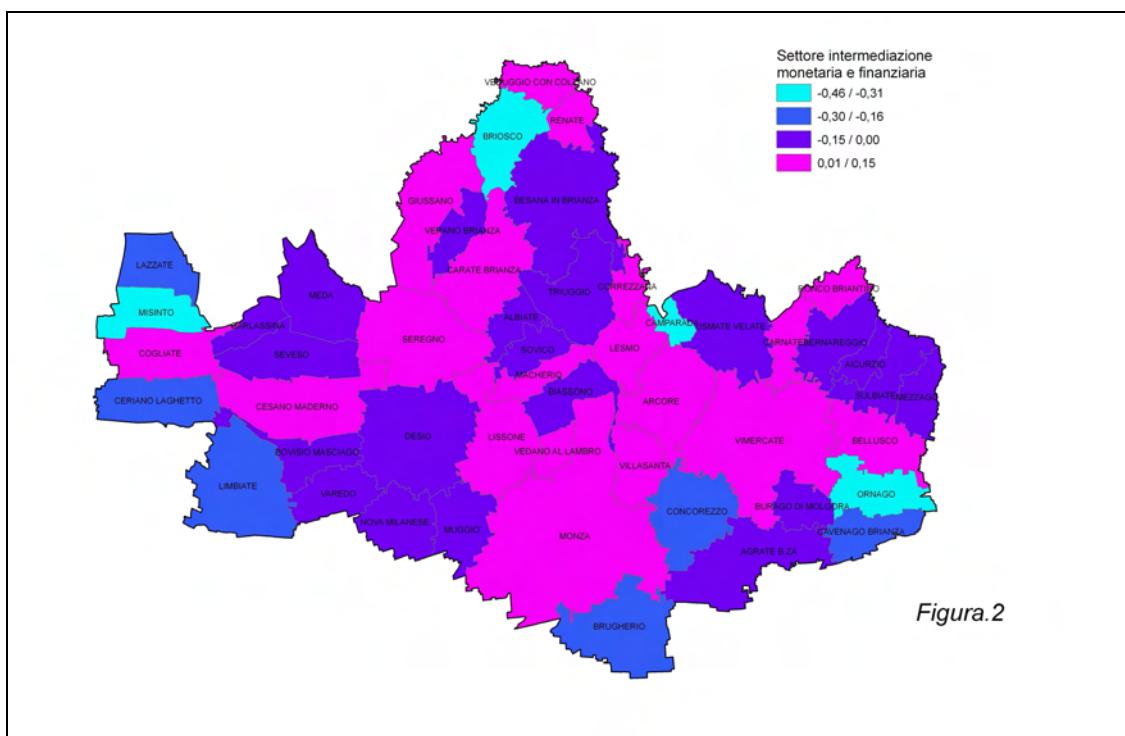 Settore intermediazione
monetaria e finanziaria
-0,46 / -0,31
-0,30 / -0,16
-0,15 / 0,00
0,01 / 0,15
VEDUGGIO CON COLZANO
RENATE
BRIOSCO
GIUSSANO
BESANA IN BRIANZA
VERANO BRIANZA
CARATE BRIANZA
LAZZATE
MISINTO
MEDA
BARLASSINA
COGLIATE
SEVESO
SEREGNO
TRIUGGIO
CORREZZANA
ALBIATE
SOVICO
MACHERIO
LESMO
CAMPARADA
USMATE VELATE
RONCO BRIANTINO
CARNATE
BERNAREGGIO
AICURZIO
SULBIATE
MEZZAGO
CERIANO LAGHETTO
CESANO MADERNO
BIASSONO
ARCORE
DESIO
LISSONE
VEDANO AL LAMBRO
VIMERCATE
BELLUSCO
BOVISIO MASCIAGO
LIMBIATE
VAREDO
VILLASANTA
ORNAGO
CONCOREZZO
BURAGO DI MOLGORA
CAVENAGO BRIANZA
NOVA MILANESE
MUGGIO'
MONZA
AGRATE B.ZA
BRUGHERIO
Figura.2